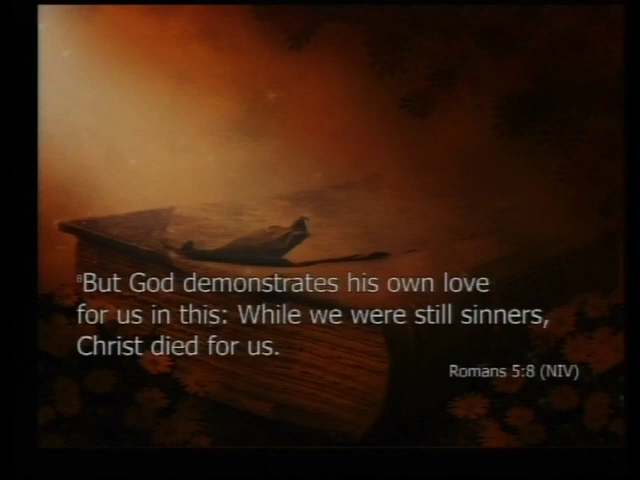 8But God demonstrates his own love
for us in this: While we were still sinners,
Christ died for us.
Romans 5:8 (NIV)